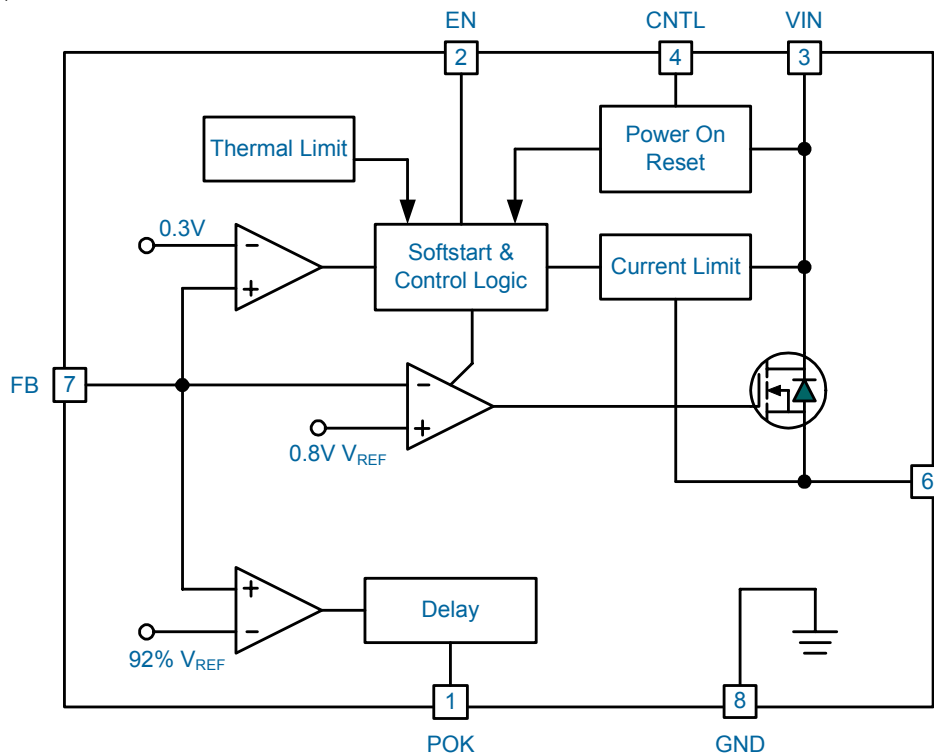 EN
CNTL
VIN
2
4
3
Thermal Limit
Power On
Reset
0.3V
−
+
Softstart &
Control Logic
Current Limit
FB
7
−
+
0.8V VREF
6
+
−
92% VREF
Delay
1
8
POK
GND